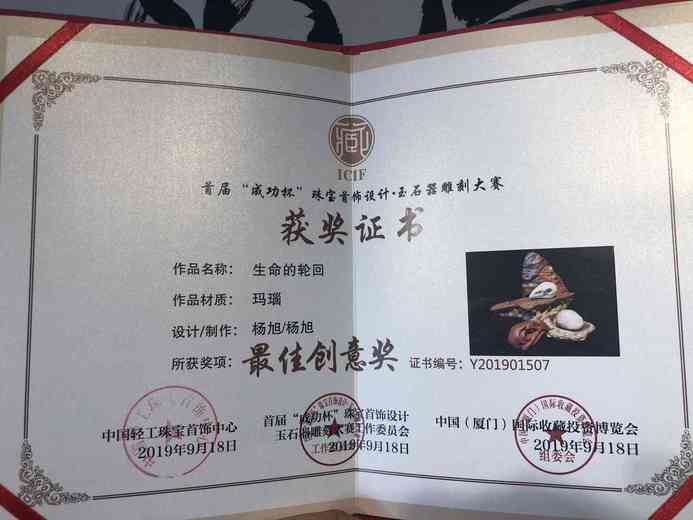 臧
ICIF
首届“成功杯”珠宝首饰设计·玉石器雕刻大赛
获奖证书
作品名称： 生命的轮回
作品材质： 玛瑙
设计/制作： 杨旭/杨旭
所获奖项： 最佳创意奖 证书编号：Y201901507
中国轻工珠宝首饰中心
2019年9月18日
首届“成功杯”珠宝首饰设计
玉石器雕刻大赛工作委员会
2019年9月18日
中国（厦门）国际收藏投资博览会
2019年9月18日
组委会